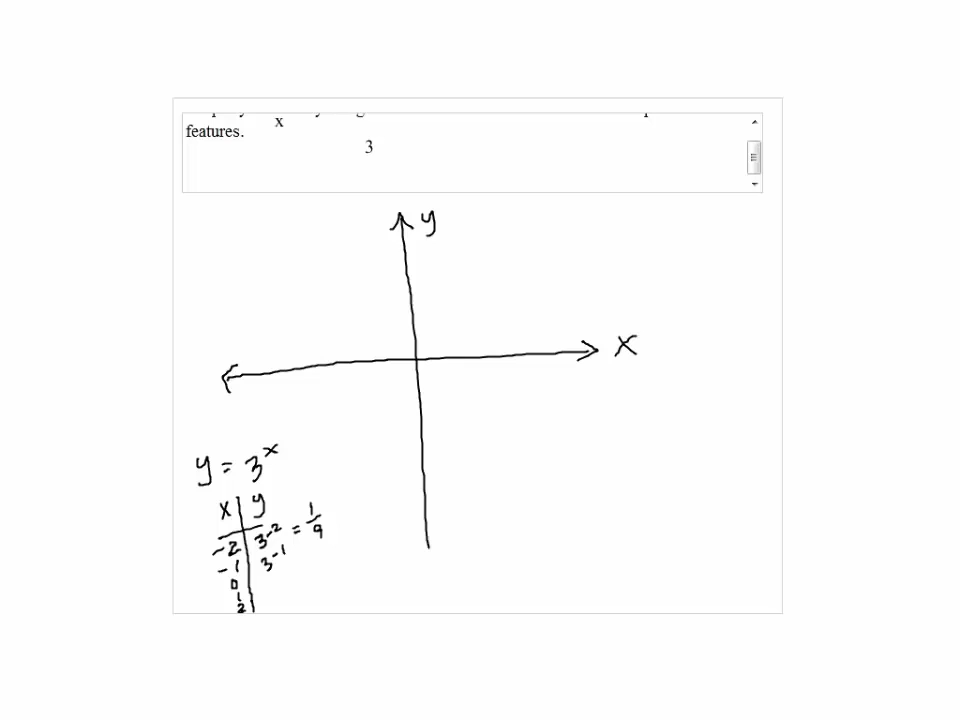 x
features.
3
y
x
y = 3^x
x | y
-2 | 3^-2 = 1/9
-1 | 3^-1
0
1
2